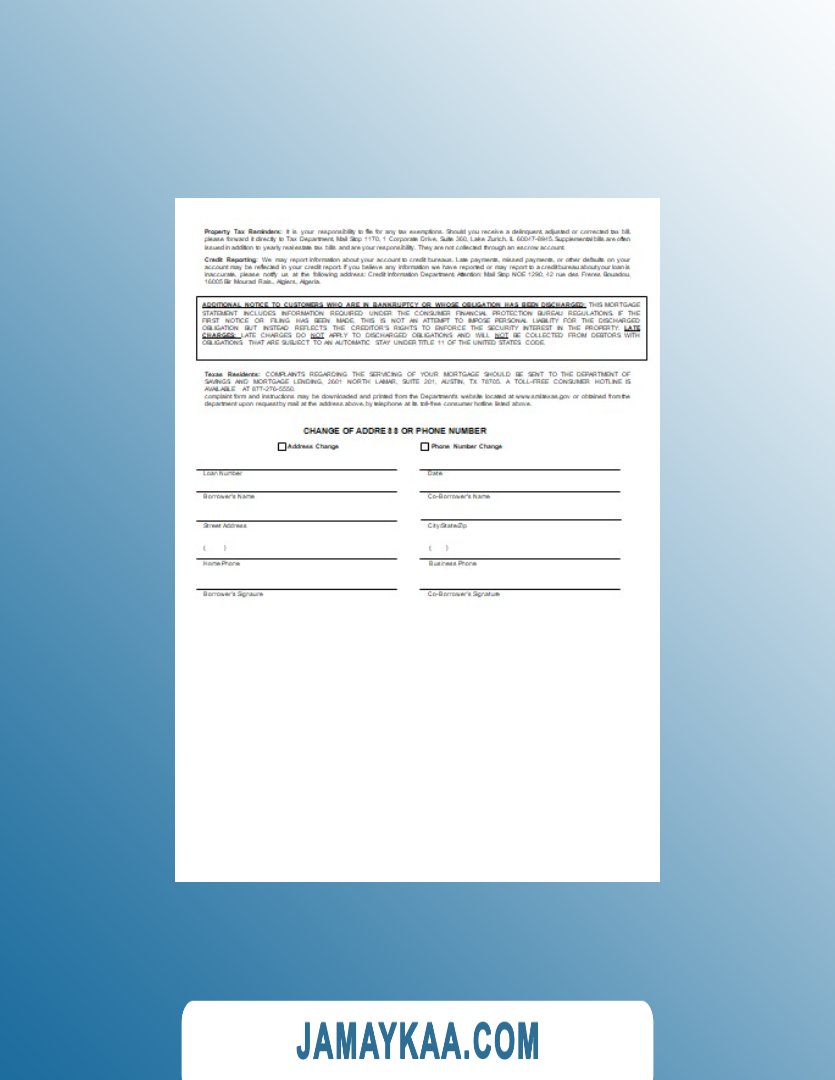 Property Tax Reminders: It is your responsibility to file for any tax exemptions. Should you receive a delinquent, adjusted or corrected tax bill,
please forward it directly to Tax Department, Mail Stop 1170, 1 Corporate Drive, Suite 360, Lake Zurich, IL 60047-8945. Supplemental bills are often
issued in addition to yearly real estate tax bills and are your responsibility. They are not collected through an escrow account.
Credit Reporting: We may report information about your account to credit bureaus. Late payments, missed payments, or other defaults on your
account may be reflected in your credit report. If you believe any information we have reported or may report to a credit bureau about your loan is
inaccurate, please notify us at the following address: Credit Information Department, Attention: Mail Stop NOE 1290, 42 rue des Freres Bouadou,
16005 Bir Mourad Rais., Algiers, Algeria.
ADDITIONAL NOTICE TO CUSTOMERS WHO ARE IN BANKRUPTCY OR WHOSE OBLIGATION HAS BEEN DISCHARGED: THIS MORTGAGE
STATEMENT INCLUDES INFORMATION REQUIRED UNDER THE CONSUMER FINANCIAL PROTECTION BUREAU REGULATIONS. IF THE
FIRST NOTICE OR FILING HAS BEEN MADE, THIS IS NOT AN ATTEMPT TO IMPOSE PERSONAL LIABILITY FOR THE DISCHARGED
OBLIGATION BUT INSTEAD REFLECTS THE CREDITOR'S RIGHTS TO ENFORCE THE SECURITY INTEREST IN THE PROPERTY. LATE
CHARGES: LATE CHARGES DO NOT APPLY TO DISCHARGED OBLIGATIONS AND WILL NOT BE COLLECTED FROM DEBTORS WITH
OBLIGATIONS THAT ARE SUBJECT TO AN AUTOMATIC STAY UNDER TITLE 11 OF THE UNITED STATES CODE.
Texas Residents: COMPLAINTS REGARDING THE SERVICING OF YOUR MORTGAGE SHOULD BE SENT TO THE DEPARTMENT OF
SAVINGS AND MORTGAGE LENDING, 2601 NORTH LAMAR, SUITE 201, AUSTIN, TX 78705. A TOLL-FREE CONSUMER HOTLINE IS
AVAILABLE AT 877-276-5550.
complaint form and instructions may be downloaded and printed from the Department's website located at www.sml.texas.gov or obtained from the
department upon request by mail at the address above, by telephone at its toll-free consumer hotline listed above.
CHANGE OF ADDRESS OR PHONE NUMBER
Address Change Phone Number Change
Loan Number Date
Borrower's Name Co-Borrower's Name
Street Address City/State/Zip
( ) ( )
Home Phone Business Phone
Borrower's Signaure Co-Borrower's Signature
JAMAYKAA.COM